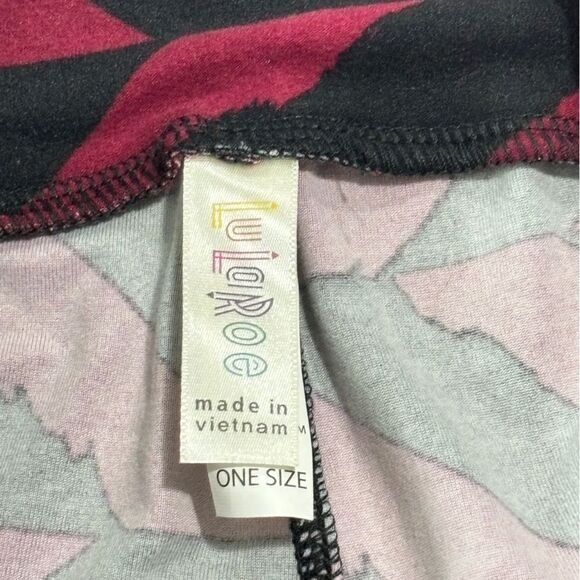 LuLaRoe
made in
vietnam
M
ONE SIZE